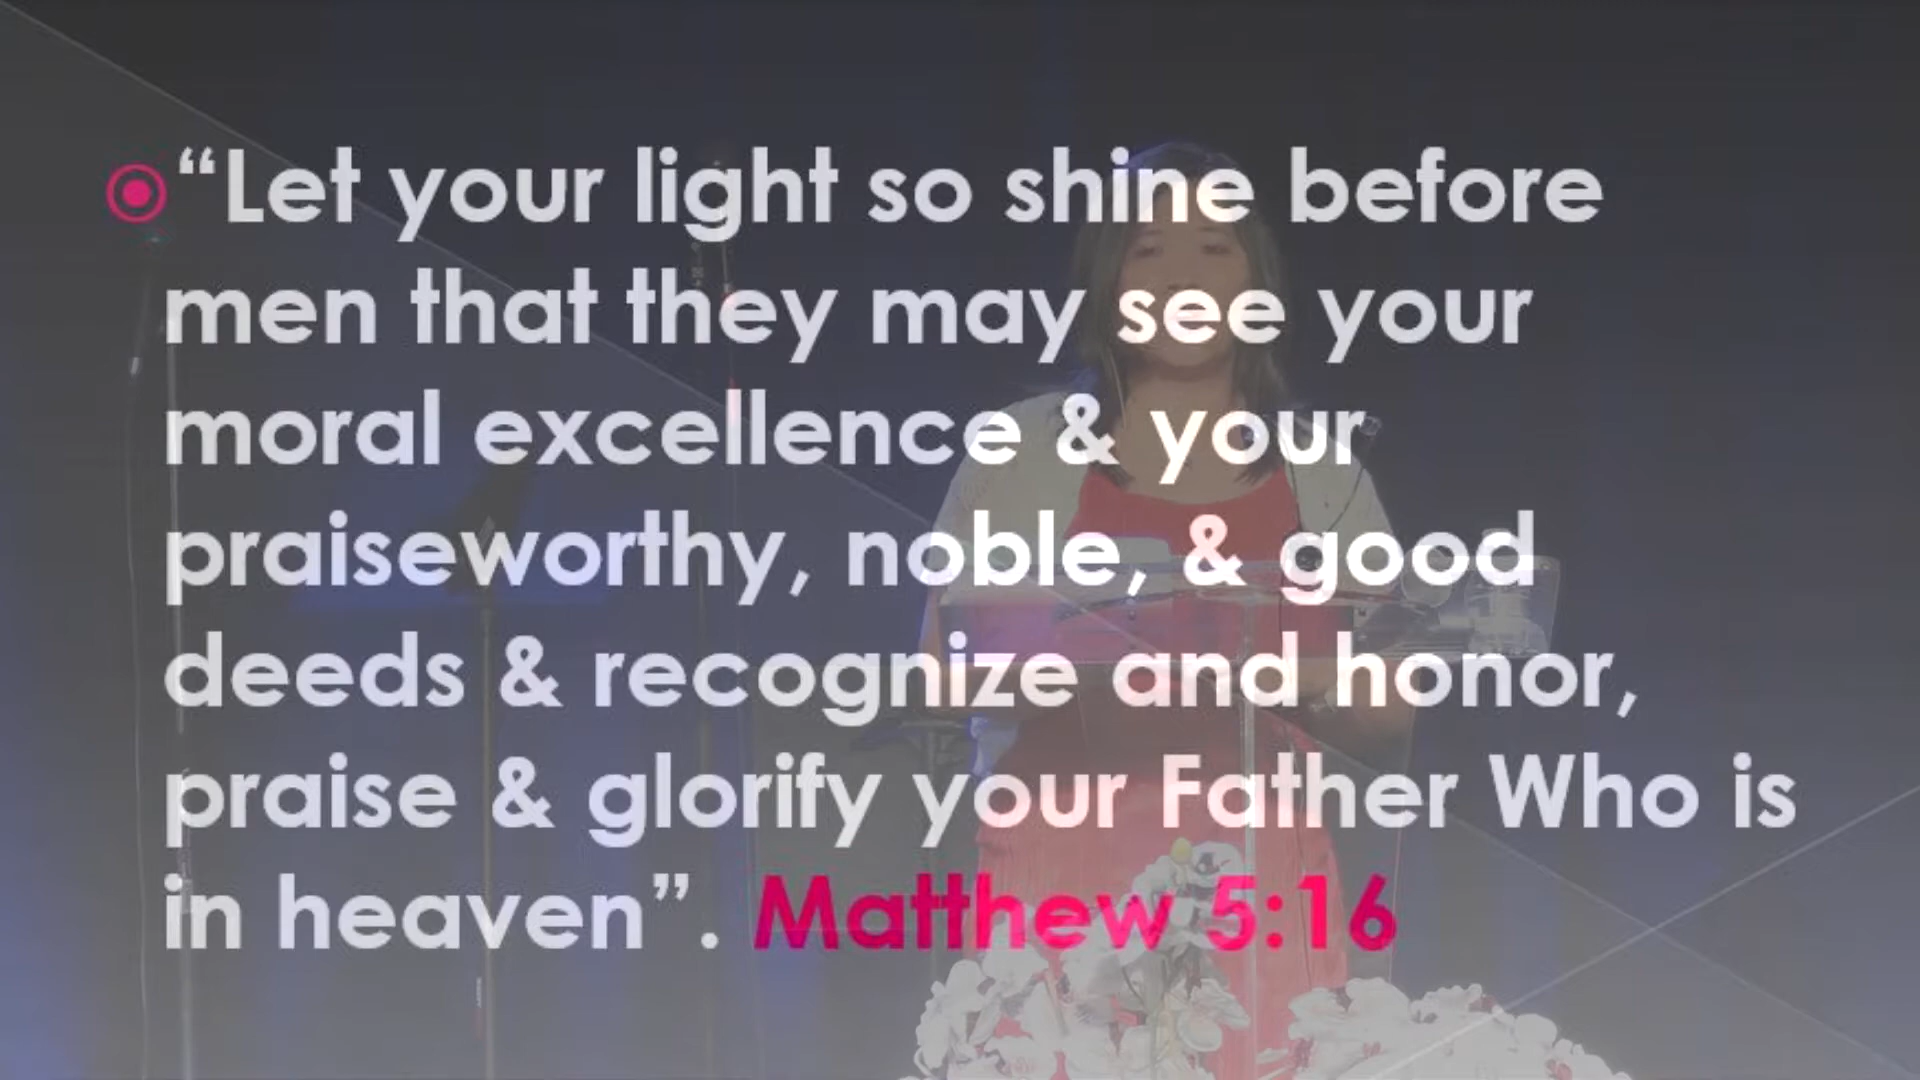 “Let your light so shine before
men that they may see your
moral excellence & your
praiseworthy, noble, & good
deeds & recognize and honor,
praise & glorify your Father Who is
in heaven”. Matthew 5:16